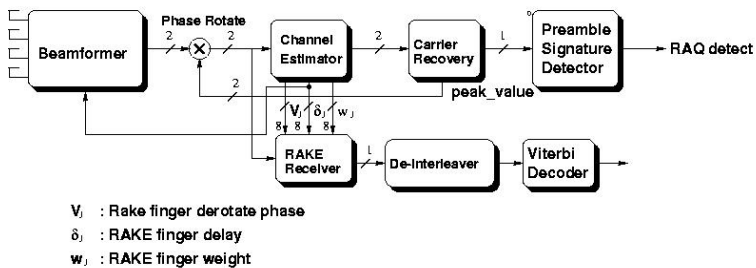 Phase Rotate
Beamformer
2
2
Channel
Estimator
2
Carrier
Recovery
1
Preamble
Signature
Detector
RAQ detect
2
peak_value
VJ δJ wJ
8 8 8
RAKE
Receiver
1
De-Interleaver
Viterbi
Decoder
VJ : Rake finger derotate phase
δJ : RAKE finger delay
wJ : RAKE finger weight